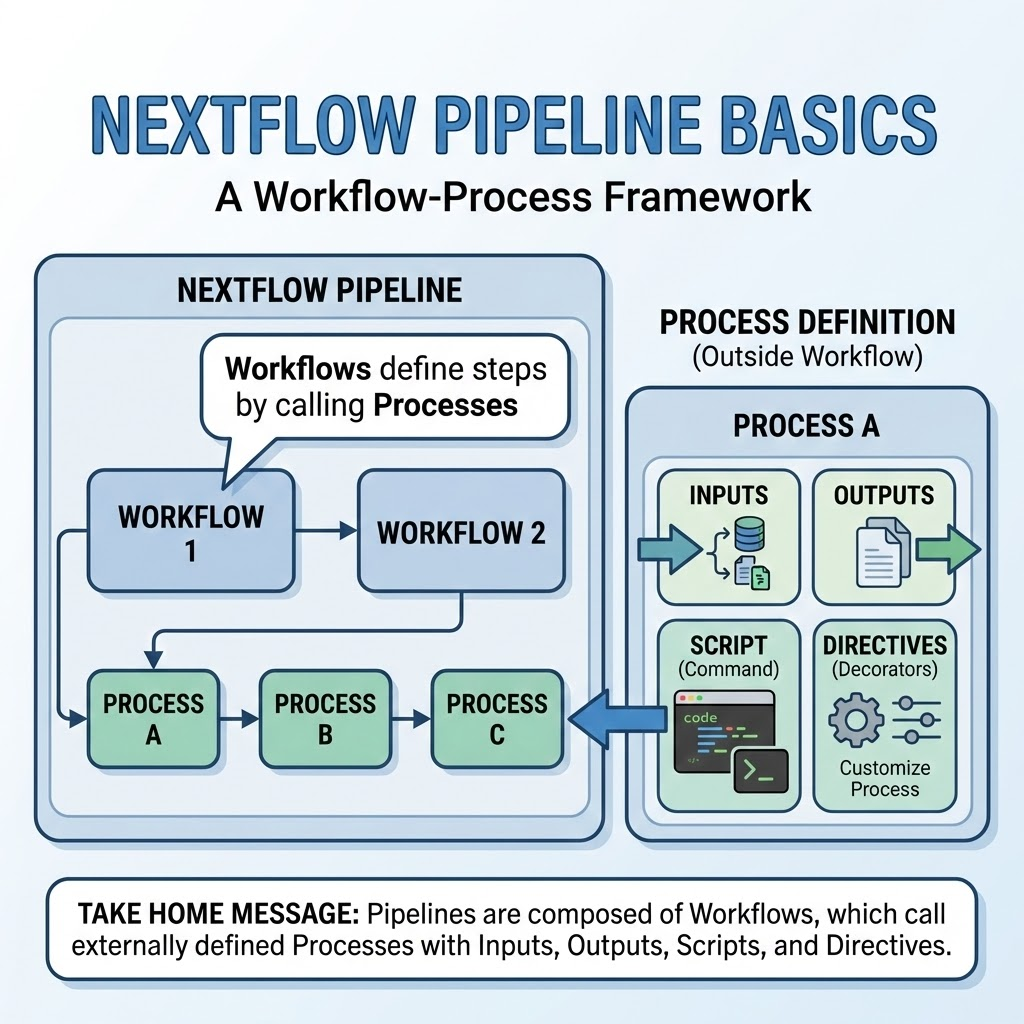 NEXTFLOW PIPELINE BASICS
A Workflow-Process Framework
NEXTFLOW PIPELINE
Workflows define steps
by calling Processes
WORKFLOW
1
WORKFLOW 2
PROCESS
A
PROCESS
B
PROCESS
C
PROCESS DEFINITION
(Outside Workflow)
PROCESS A
INPUTS
OUTPUTS
SCRIPT
(Command)
code
</>
>_
DIRECTIVES
(Decorators)
Customize
Process
TAKE HOME MESSAGE: Pipelines are composed of Workflows, which call
externally defined Processes with Inputs, Outputs, Scripts, and Directives.